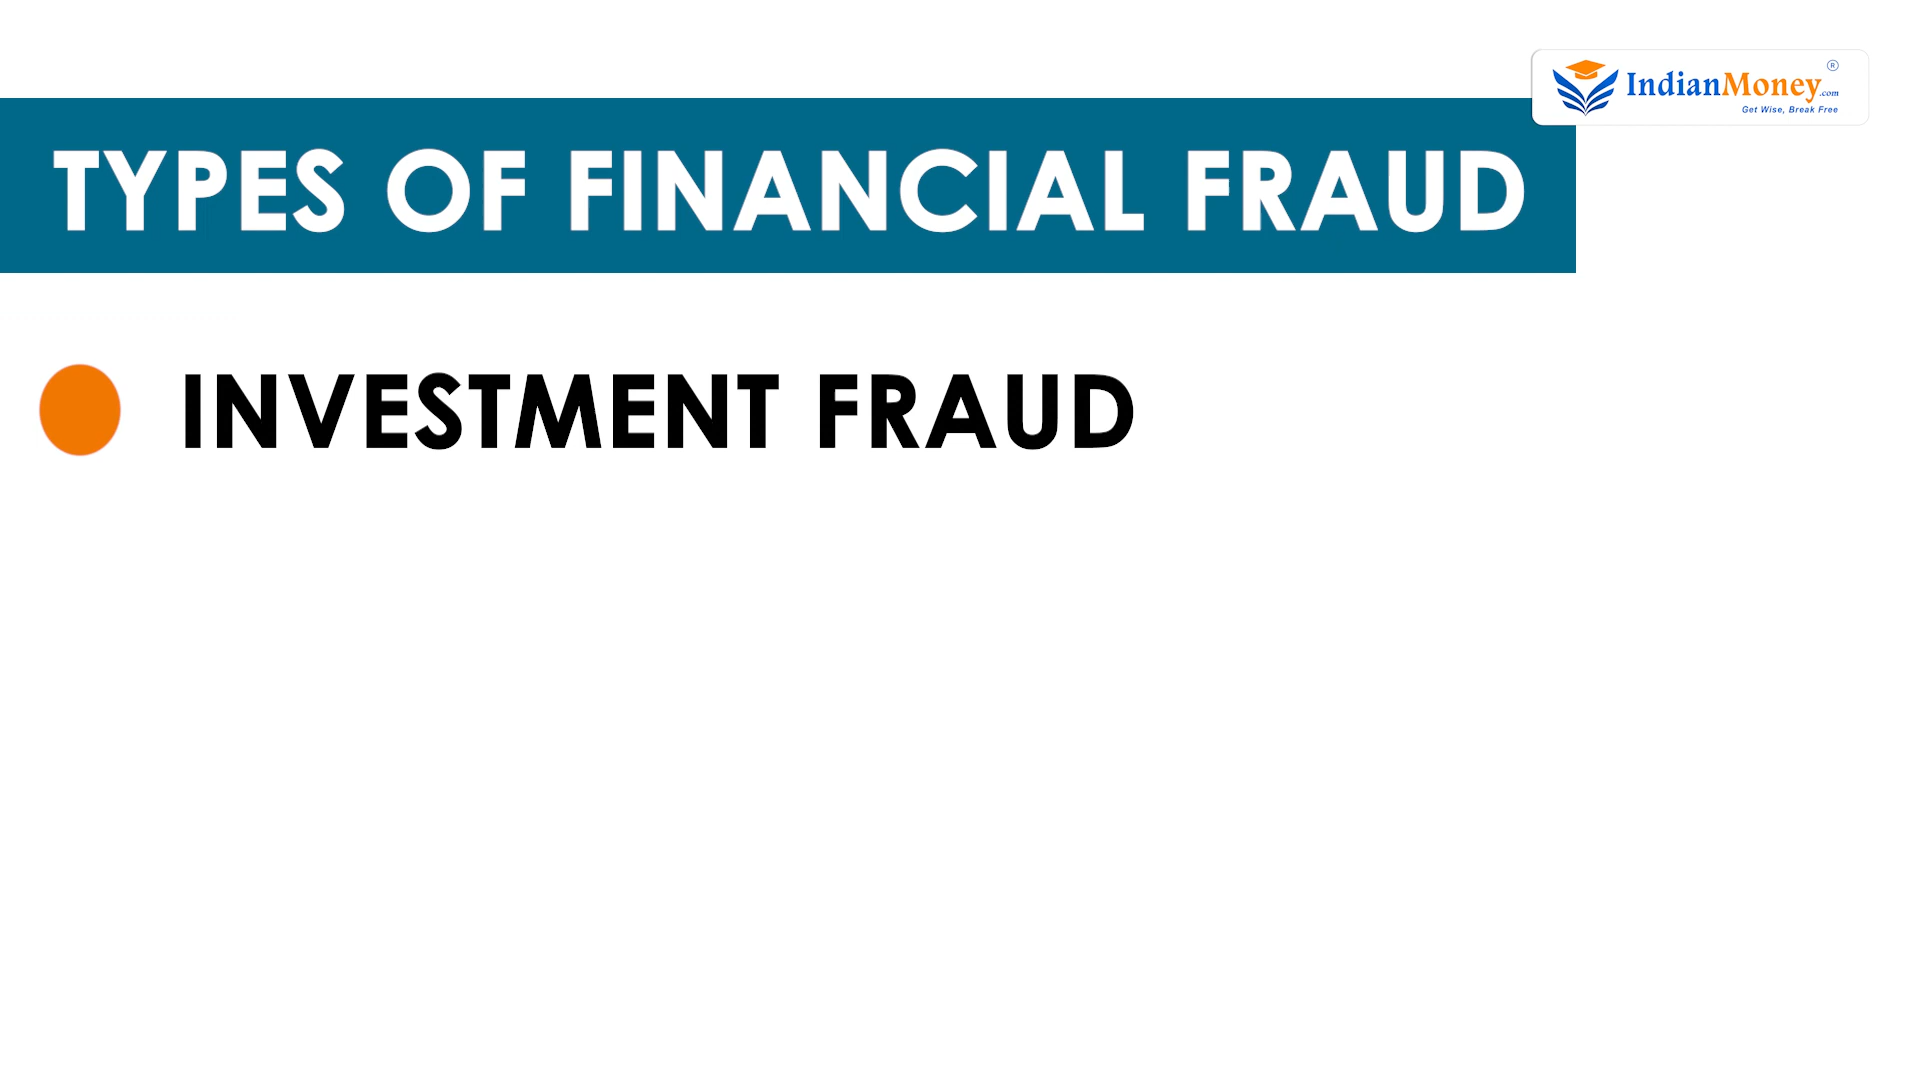 IndianMoney.com ®
Get Wise, Break Free
TYPES OF FINANCIAL FRAUD
INVESTMENT FRAUD